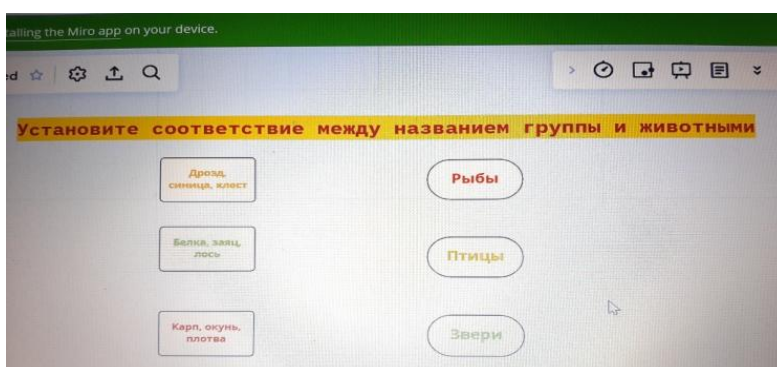 talling the Miro app on your device.
ed
Установите соответствие между названием группы и животными
Дрозд,
синица, клест
Рыбы
Белка, заяц,
лось
Птицы
Карп, окунь,
плотва
Звери